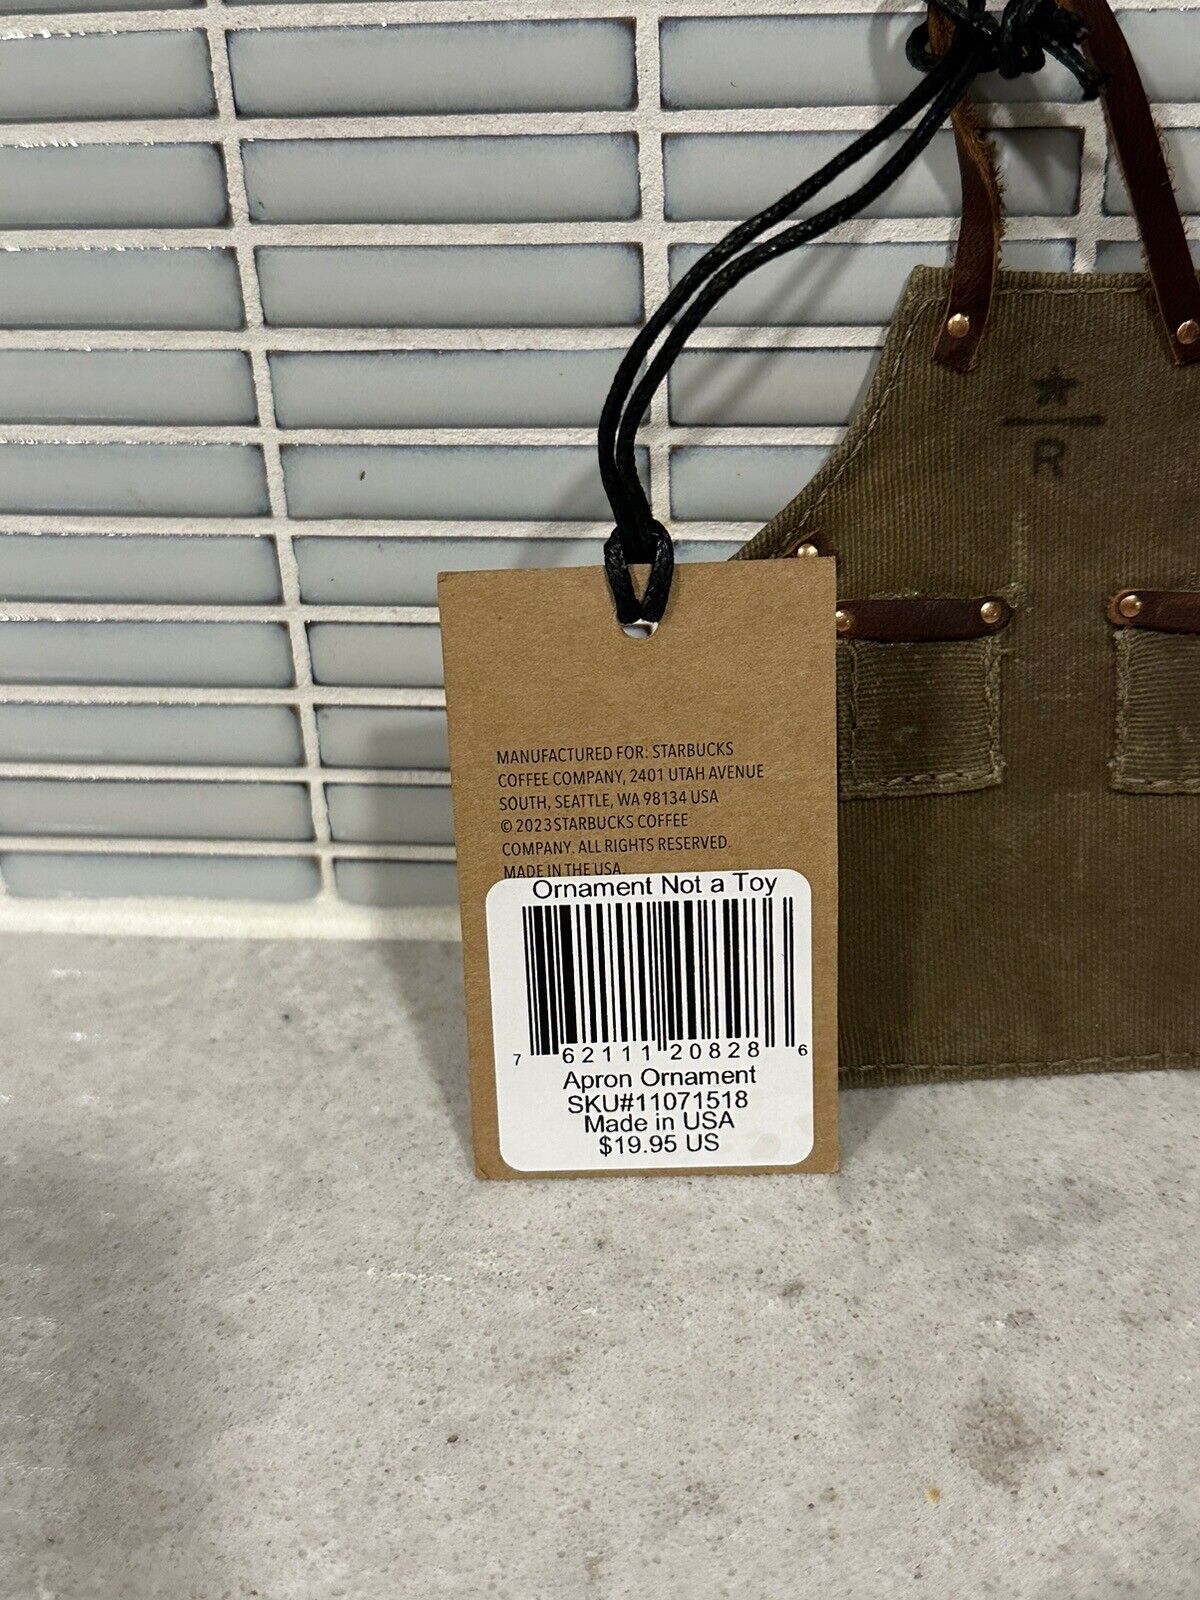 R
MANUFACTURED FOR: STARBUCKS
COFFEE COMPANY, 2401 UTAH AVENUE
SOUTH, SEATTLE, WA 98134 USA
© 2023 STARBUCKS COFFEE
COMPANY. ALL RIGHTS RESERVED.
MADE IN THE USA.
Ornament Not a Toy
7 62111 20828 6
Apron Ornament
SKU#11071518
Made in USA
$19.95 US